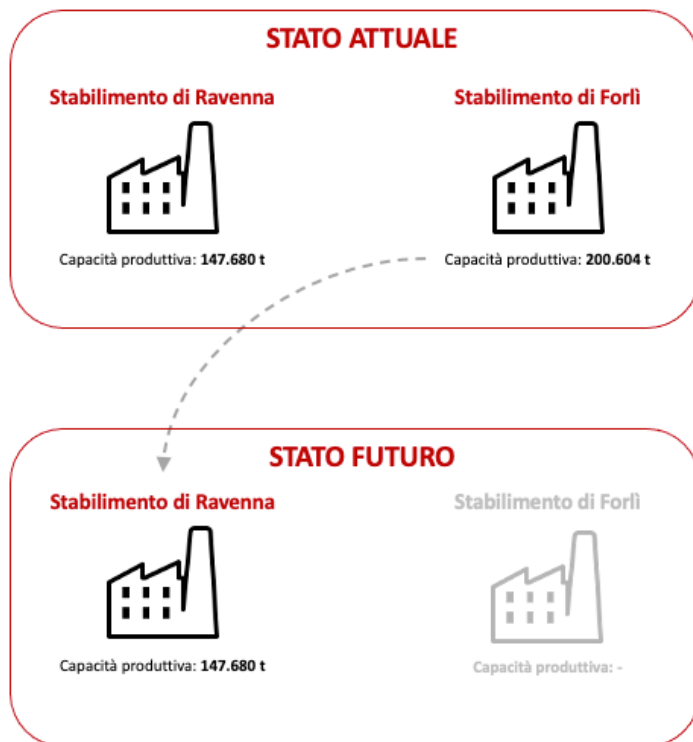 STATO ATTUALE
Stabilimento di Ravenna
Stabilimento di Forlì
Capacità produttiva: 147.680 t
Capacità produttiva: 200.604 t
STATO FUTURO
Stabilimento di Ravenna
Stabilimento di Forlì
Capacità produttiva: 147.680 t
Capacità produttiva: -